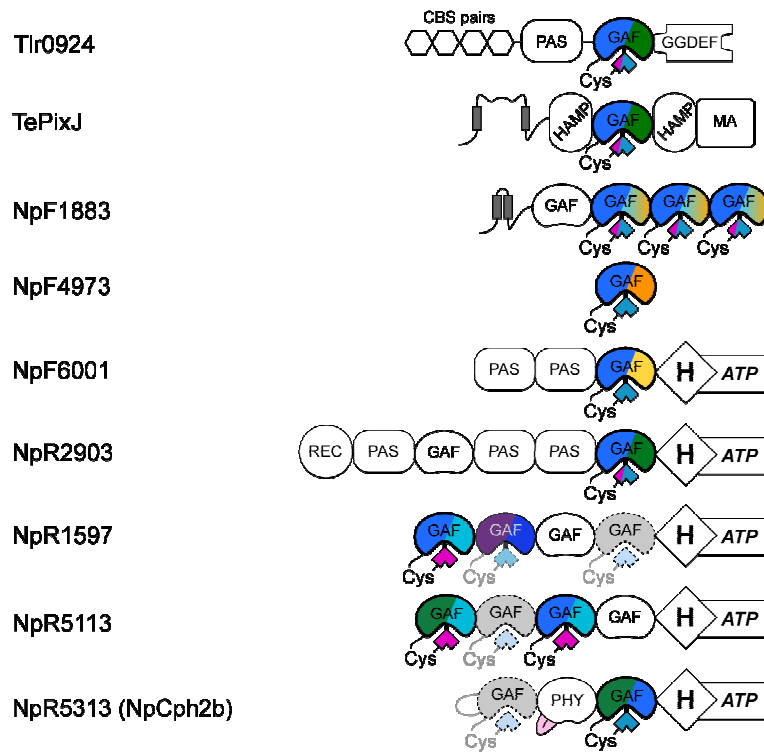 CBS pairs
Tlr0924 PAS GAF GGDEF
Cys
TePixJ HAMP GAF HAMP MA
Cys
NpF1883 GAF GAF GAF GAF
Cys Cys Cys
NpF4973 GAF
Cys
NpF6001 PAS PAS GAF H ATP
Cys
NpR2903 REC PAS GAF PAS PAS GAF H ATP
Cys
NpR1597 GAF GAF GAF GAF H ATP
Cys Cys Cys
NpR5113 GAF GAF GAF GAF H ATP
Cys Cys Cys
NpR5313 (NpCph2b) GAF PHY GAF H ATP
Cys